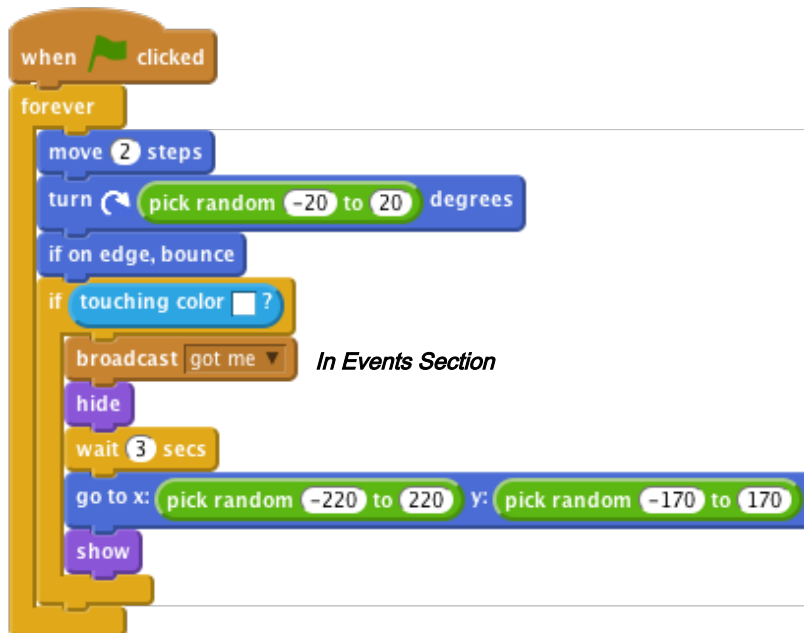 when clicked
forever
move 2 steps
turn pick random -20 to 20 degrees
if on edge, bounce
if touching color ?
broadcast got me In Events Section
hide
wait 3 secs
go to x: pick random -220 to 220 y: pick random -170 to 170
show